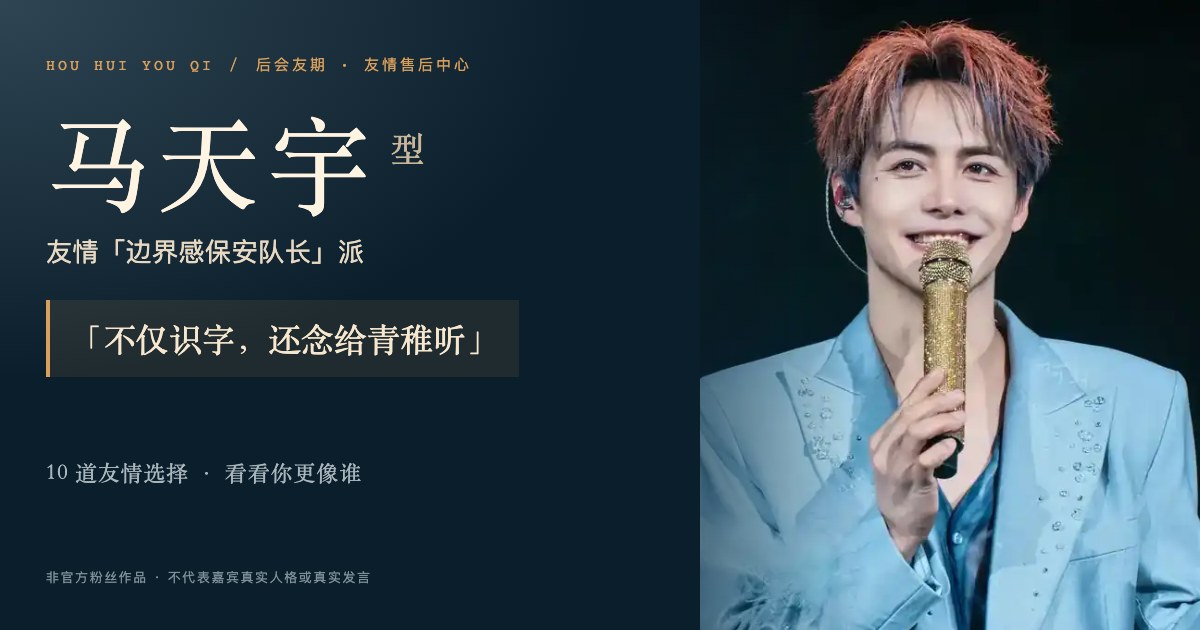 HOU HUI YOU QI / 后会友期 · 友情售后中心
马天宇 型
友情「边界感保安队长」派
「不仅识字，还念给青稚听」
10 道友情选择 · 看看你更像谁
非官方粉丝作品 · 不代表嘉宾真实人格或真实发言